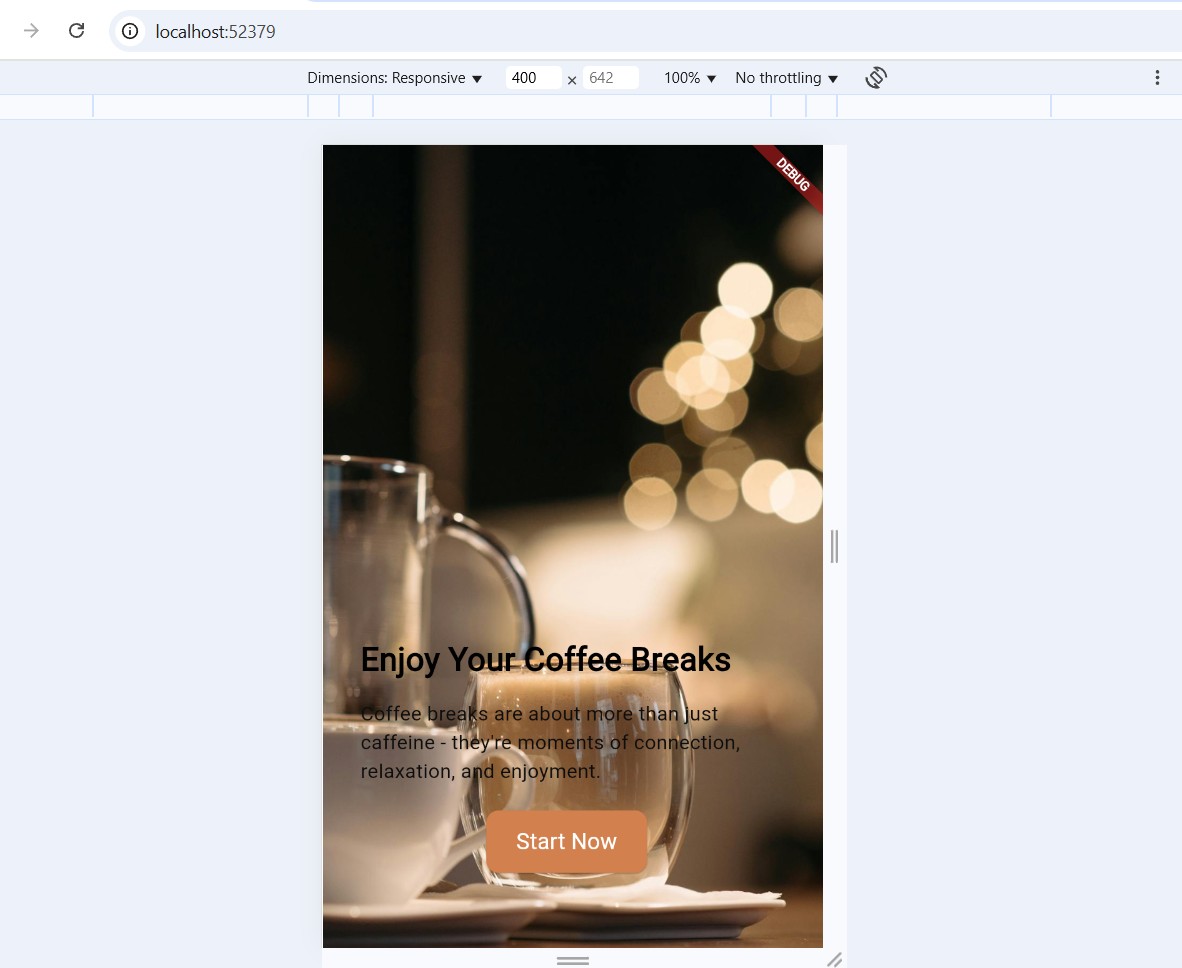 localhost:52379
Dimensions: Responsive 400 × 642 100% No throttling
DEBUG
Enjoy Your Coffee Breaks
Coffee breaks are about more than just
caffeine - they're moments of connection,
relaxation, and enjoyment.
Start Now